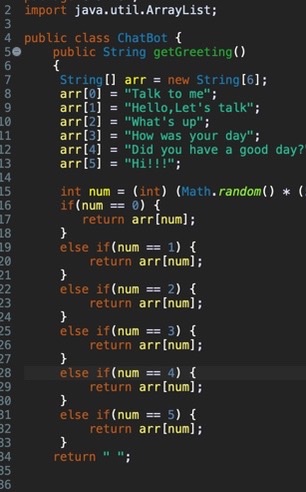 2 import java.util.ArrayList;
3
4 public class ChatBot {
5 public String getGreeting()
6 {
7 String[] arr = new String[6];
8 arr[0] = "Talk to me";
9 arr[1] = "Hello,Let's talk";
10 arr[2] = "What's up";
11 arr[3] = "How was your day";
12 arr[4] = "Did you have a good day?"
13 arr[5] = "Hi!!!";
14
15 int num = (int) (Math.random() * (
16 if(num == 0) {
17 return arr[num];
18 }
19 else if(num == 1) {
20 return arr[num];
21 }
22 else if(num == 2) {
23 return arr[num];
24 }
25 else if(num == 3) {
26 return arr[num];
27 }
28 else if(num == 4) {
29 return arr[num];
30 }
31 else if(num == 5) {
32 return arr[num];
33 }
34 return " ";
35
36